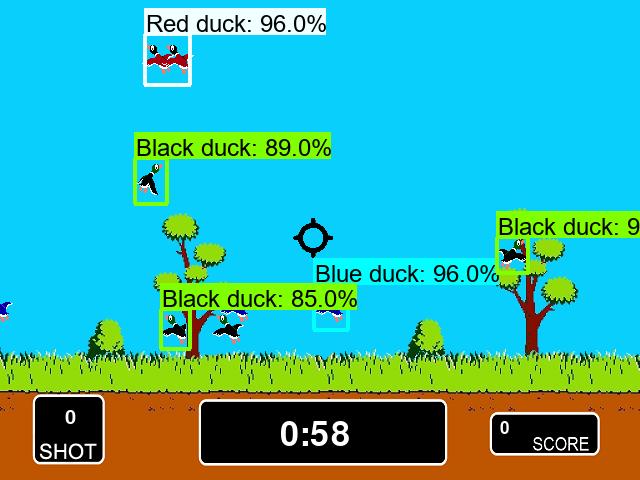 Red duck: 96.0%
Black duck: 89.0%
Black duck: 9
Blue duck: 96.0%
Black duck: 85.0%
0
SHOT
0:58
0
SCORE